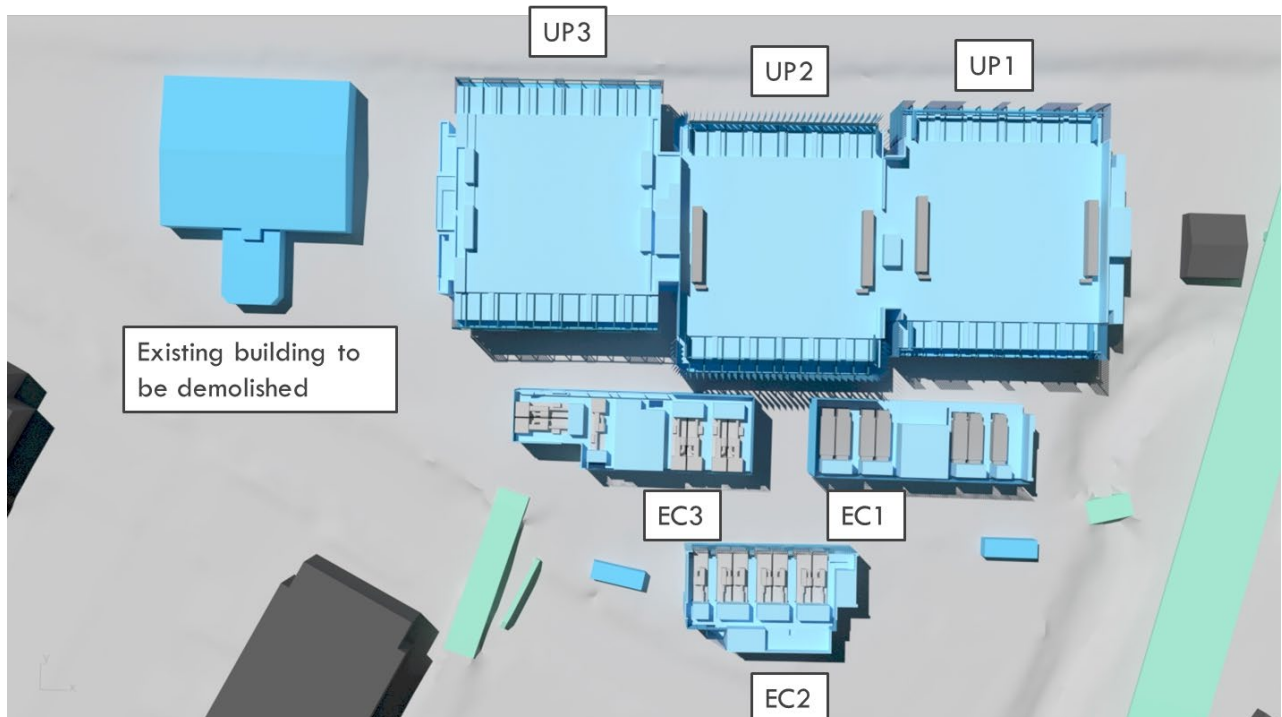 UP3
UP2
UP1
Existing building to
be demolished
EC3
EC1
EC2